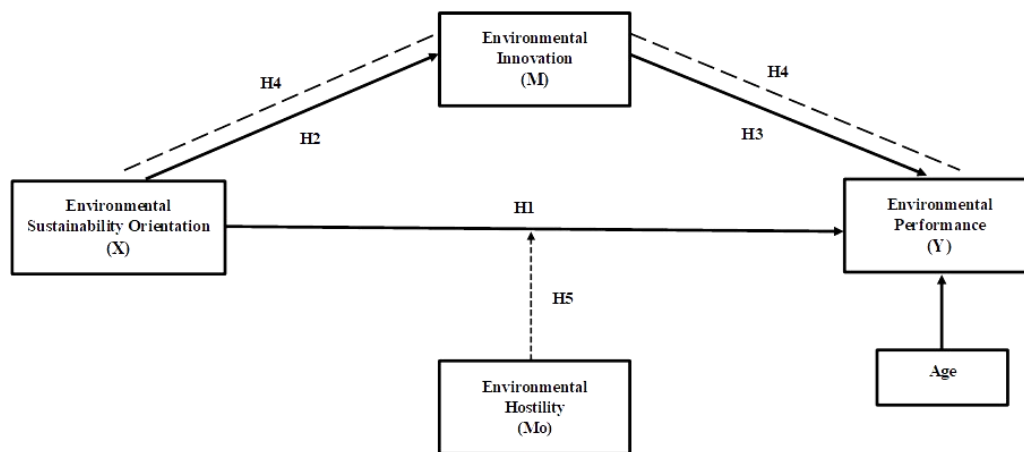 Environmental
Innovation
(M)
H4
H4
H2
H3
Environmental
Sustainability Orientation
(X)
H1
Environmental
Performance
(Y)
H5
Environmental
Hostility
(Mo)
Age